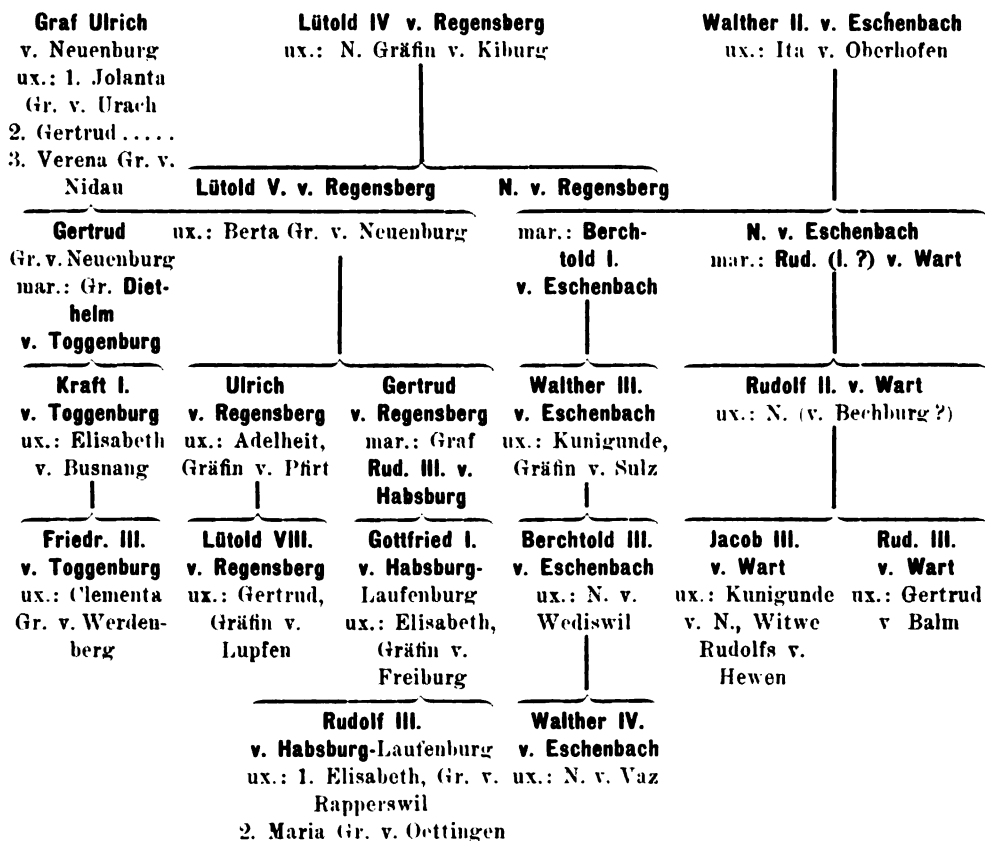 Graf Ulrich
v. Neuenburg
ux.: 1. Jolanta
Gr. v. Urach
2. Gertrud .....
3. Verena Gr. v.
Nidau
Lütold IV v. Regensberg
ux.: N. Gräfin v. Kiburg
Walther II. v. Eschenbach
ux.: Ita v. Oberhofen
Lütold V. v. Regensberg
N. v. Regensberg
Gertrud
Gr. v. Neuenburg
mar.: Gr. Diet-
helm
v. Toggenburg
ux.: Berta Gr. v. Neuenburg
mar.: Berch-
told I.
v. Eschenbach
N. v. Eschenbach
mar.: Rud. (I. ?) v. Wart
Kraft I.
v. Toggenburg
ux.: Elisabeth
v. Busnang
Ulrich
v. Regensberg
ux.: Adelheit,
Gräfin v. Pfirt
Gertrud
v. Regensberg
mar.: Graf
Rud. III. v.
Habsburg
Walther III.
v. Eschenbach
ux.: Kunigunde,
Gräfin v. Sulz
Rudolf II. v. Wart
ux.: N. (v. Bechburg ?)
Friedr. III.
v. Toggenburg
ux.: Clementa
Gr. v. Werden-
berg
Lütold VIII.
v. Regensberg
ux.: Gertrud,
Gräfin v.
Lupfen
Gottfried I.
v. Habsburg-
Laufenburg
ux.: Elisabeth,
Gräfin v.
Freiburg
Berchtold III.
v. Eschenbach
ux.: N. v.
Wediswil
Jacob III.
v. Wart
ux.: Kunigunde
v. N., Witwe
Rudolfs v.
Hewen
Rud. III.
v. Wart
ux.: Gertrud
v Balm
Rudolf III.
v. Habsburg-Laufenburg
ux.: 1. Elisabeth, Gr. v.
Rapperswil
2. Maria Gr. v. Oettingen
Walther IV.
v. Eschenbach
ux.: N. v. Vaz